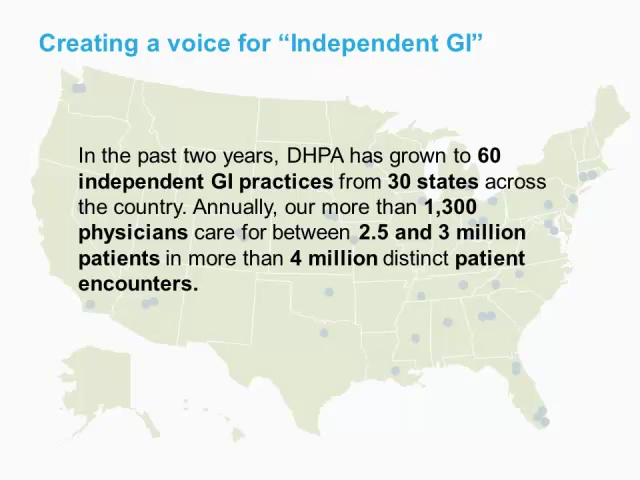 Creating a voice for “Independent GI”
In the past two years, DHPA has grown to 60
independent GI practices from 30 states across
the country. Annually, our more than 1,300
physicians care for between 2.5 and 3 million
patients in more than 4 million distinct patient
encounters.